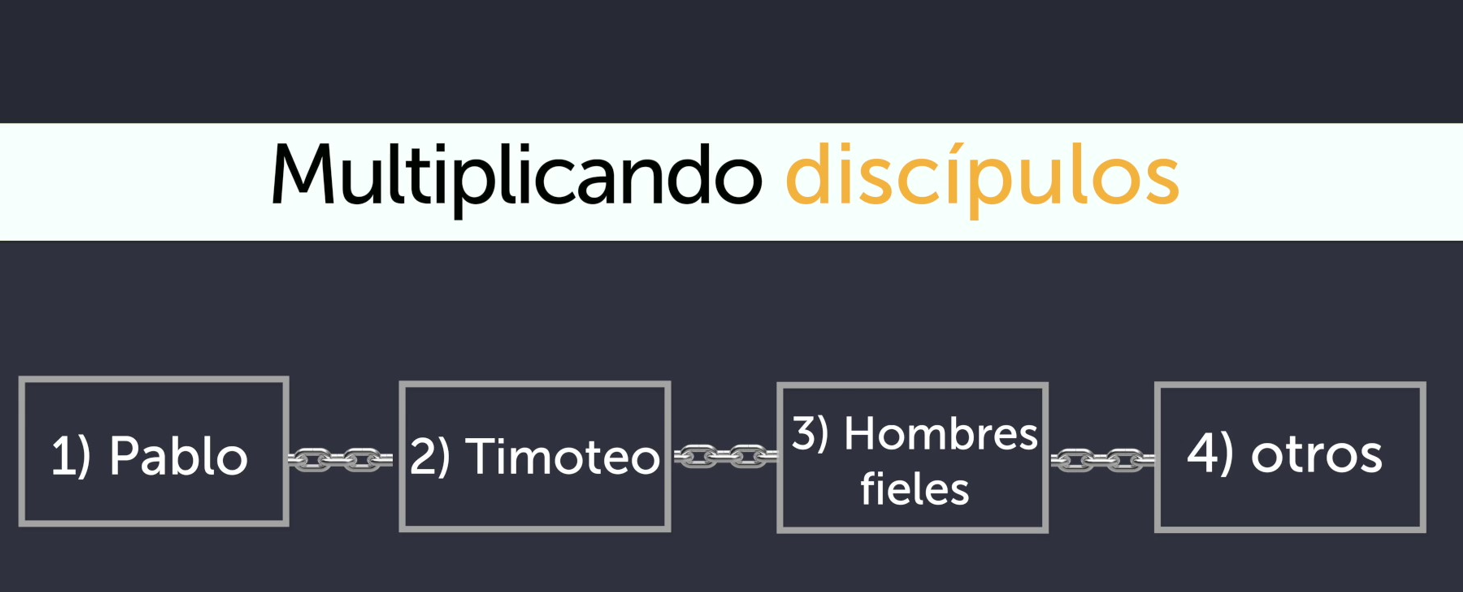 Multiplicando discípulos
1) Pablo
2) Timoteo
3) Hombres
fieles
4) otros